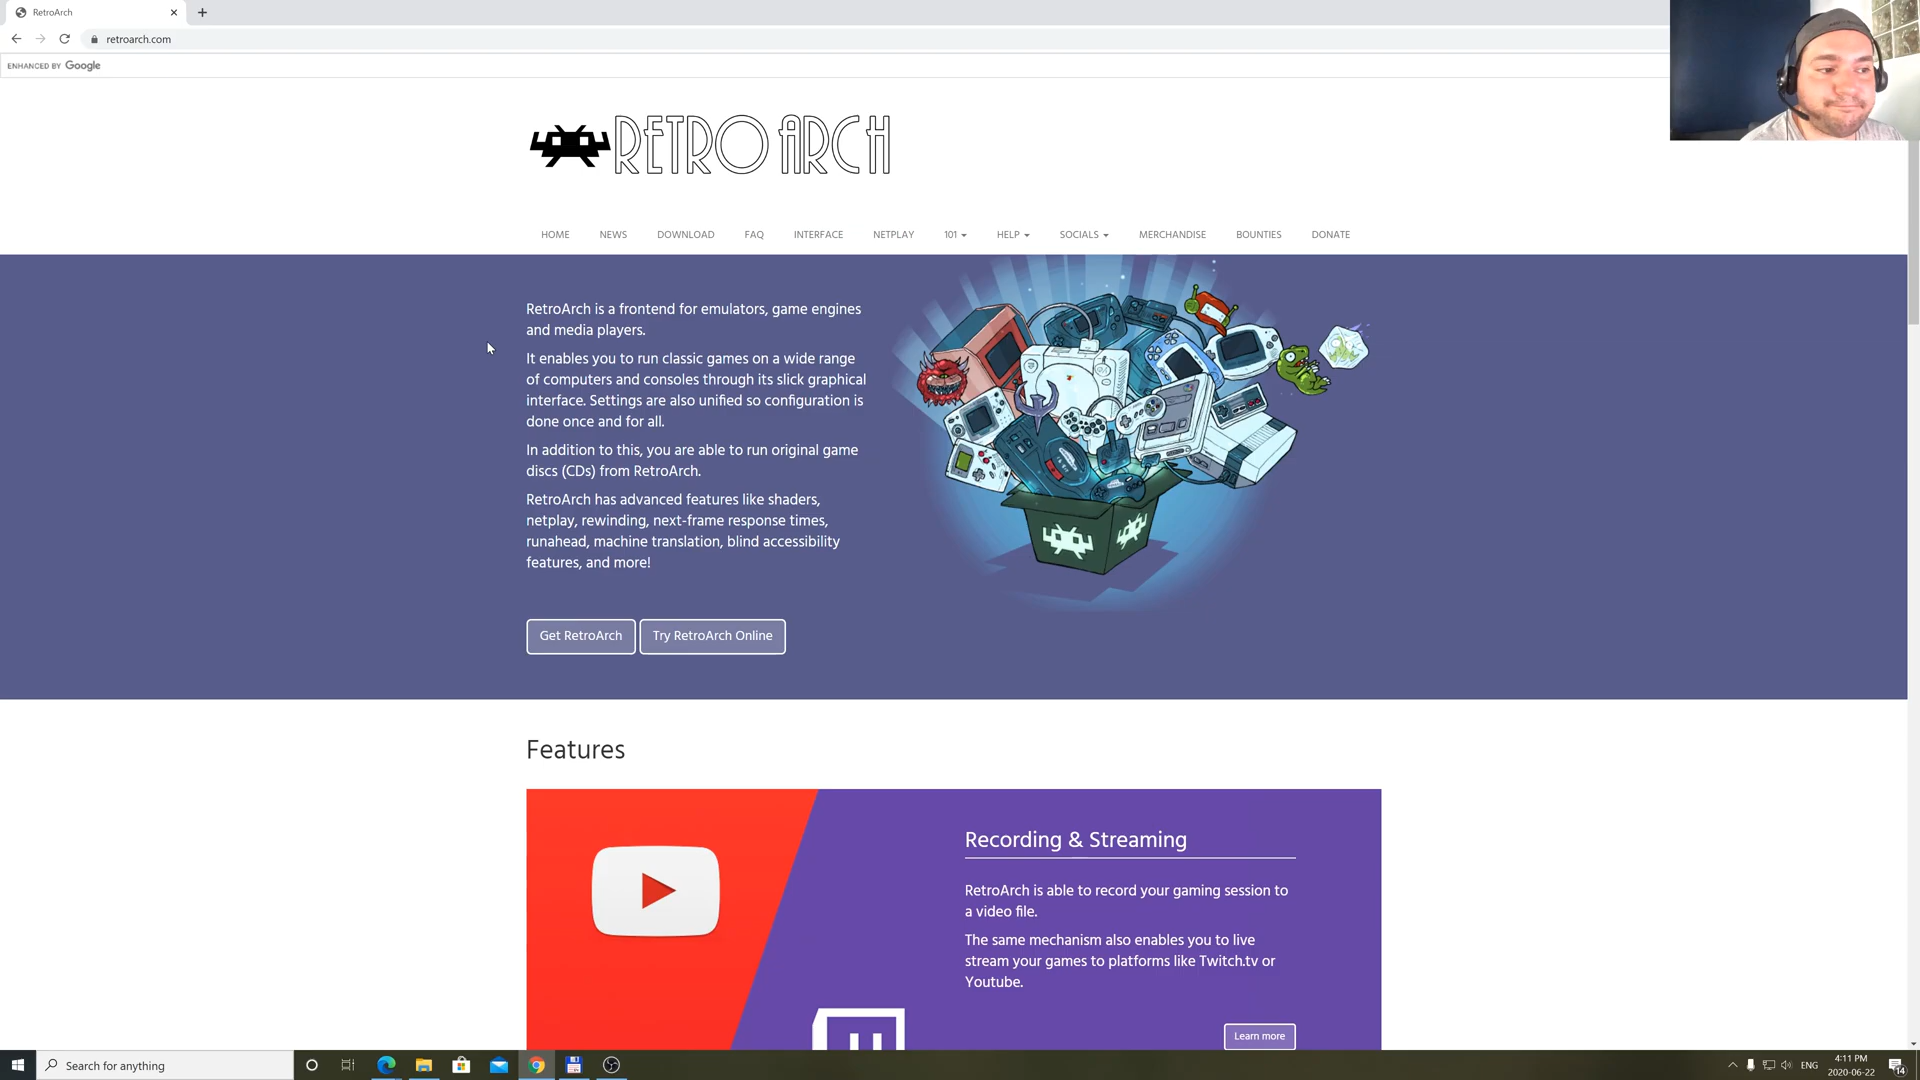 RetroArch
retroarch.com
ENHANCED BY Google
RETROARCH
HOME NEWS DOWNLOAD FAQ INTERFACE NETPLAY 101 HELP SOCIALS MERCHANDISE BOUNTIES DONATE
RetroArch is a frontend for emulators, game engines
and media players.
It enables you to run classic games on a wide range
of computers and consoles through its slick graphical
interface. Settings are also unified so configuration is
done once and for all.
In addition to this, you are able to run original game
discs (CDs) from RetroArch.
RetroArch has advanced features like shaders,
netplay, rewinding, next-frame response times,
runahead, machine translation, blind accessibility
features, and more!
Get RetroArch Try RetroArch Online
Features
Recording & Streaming
RetroArch is able to record your gaming session to
a video file.
The same mechanism also enables you to live
stream your games to platforms like Twitch.tv or
Youtube.
Learn more
Search for anything
ENG
4:11 PM
2020-06-22
14